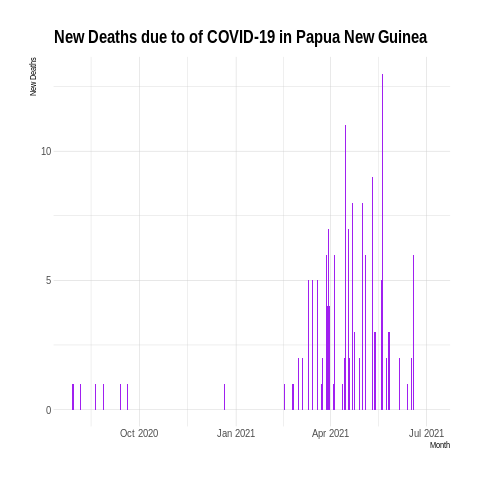 New Deaths due to of COVID-19 in Papua New Guinea
New Deaths
10
5
0
Oct 2020
Jan 2021
Apr 2021
Jul 2021
Month